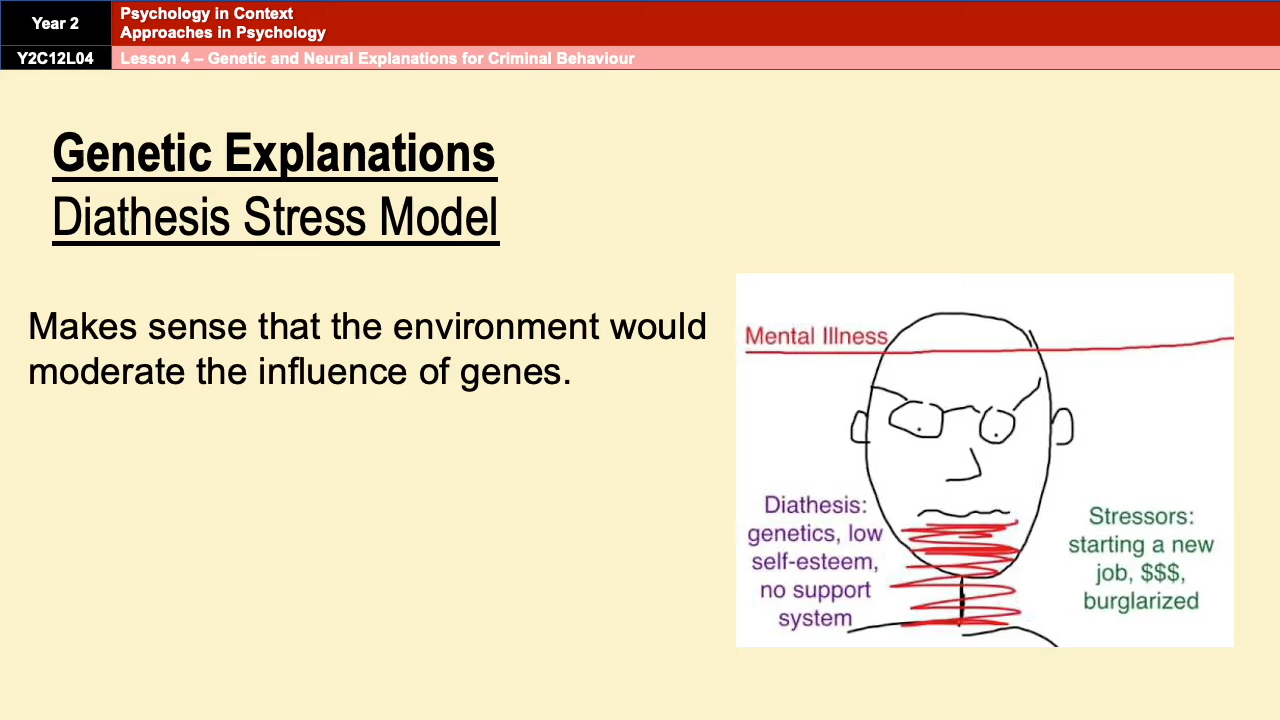 Year 2
Psychology in Context
Approaches in Psychology
Y2C12L04
Lesson 4 – Genetic and Neural Explanations for Criminal Behaviour
Genetic Explanations
Diathesis Stress Model
Makes sense that the environment would
moderate the influence of genes.
Mental Illness
Diathesis:
genetics, low
self-esteem,
no support
system
Stressors:
starting a new
job, $$$,
burglarized